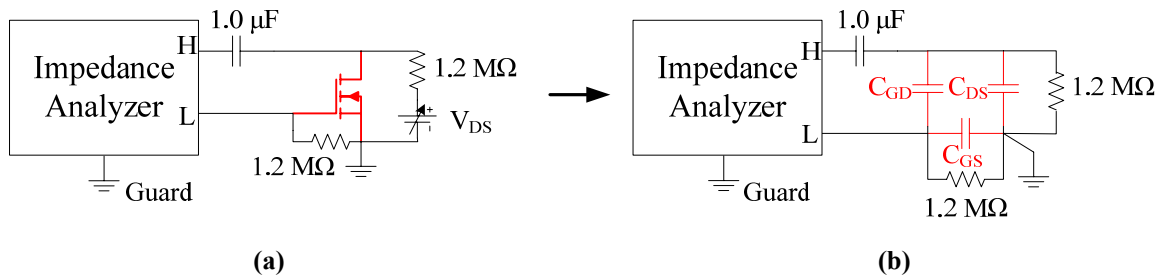 1.0 μF
H
Impedance
Analyzer
L
1.2 MΩ
+
-
V_DS
1.2 MΩ
Guard
(a)
1.0 μF
H
Impedance
Analyzer
L
C_GD
C_DS
1.2 MΩ
C_GS
1.2 MΩ
Guard
(b)